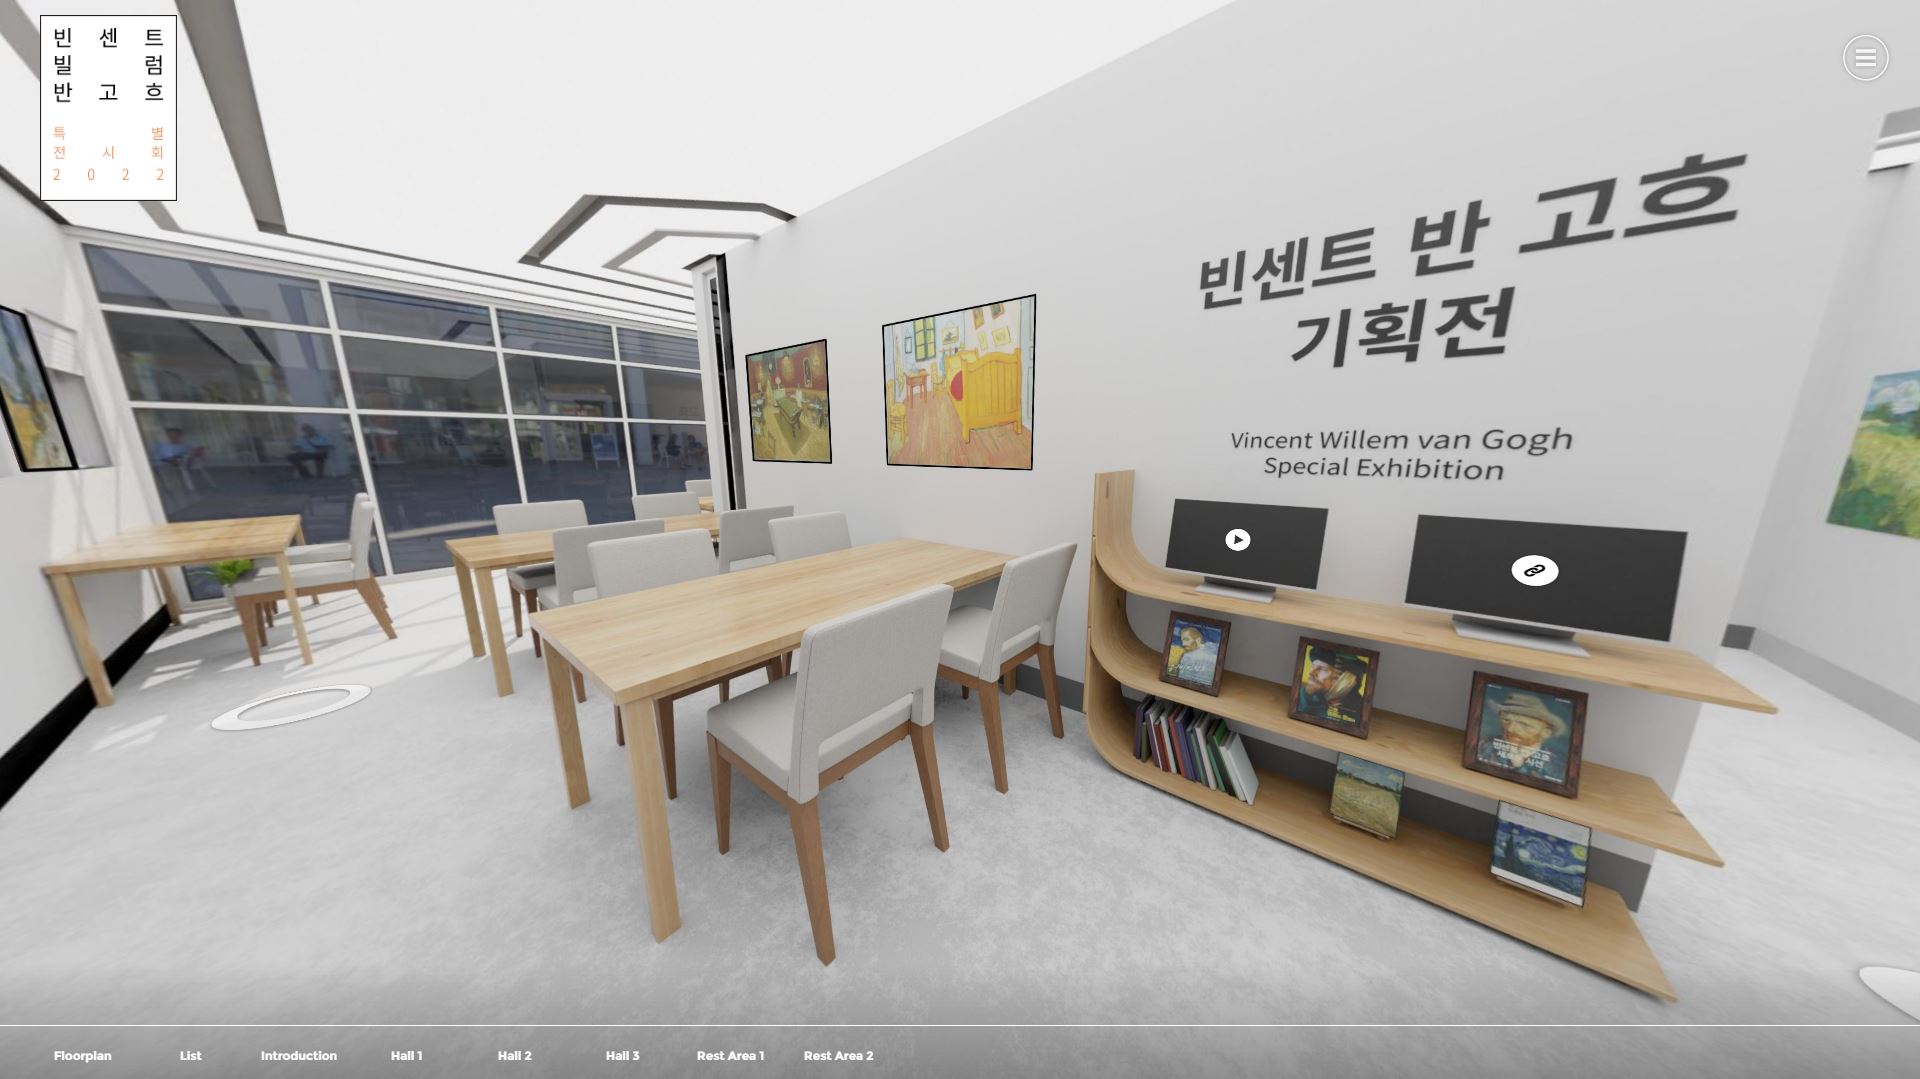 빈 센 트
빌 럼
반 고 흐
특 별
전 시 회
2 0 2 2
빈센트 반 고흐
기획전
Vincent Willem van Gogh
Special Exhibition
Floorplan List Introduction Hall 1 Hall 2 Hall 3 Rest Area 1 Rest Area 2